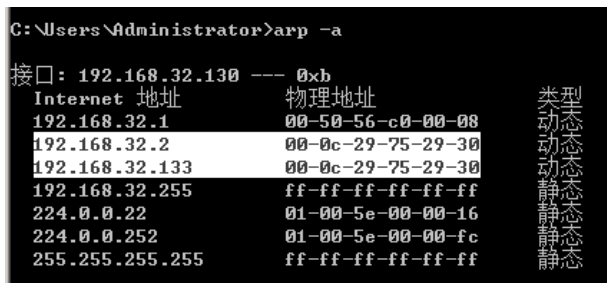 C:\Users\Administrator>arp -a
接口: 192.168.32.130 --- 0xb
Internet 地址 物理地址 类型
192.168.32.1 00-50-56-c0-00-08 动态
192.168.32.2 00-0c-29-75-29-30 动态
192.168.32.133 00-0c-29-75-29-30 动态
192.168.32.255 ff-ff-ff-ff-ff-ff 静态
224.0.0.22 01-00-5e-00-00-16 静态
224.0.0.252 01-00-5e-00-00-fc 静态
255.255.255.255 ff-ff-ff-ff-ff-ff 静态